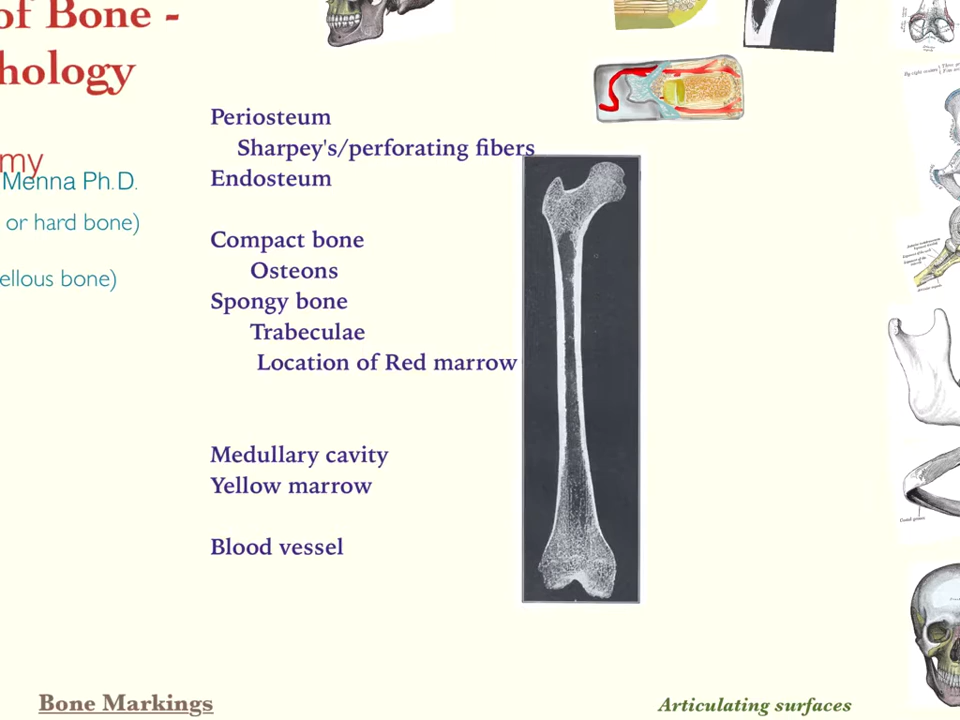 of Bone -
hology
my
Menna Ph.D.
or hard bone)
ellous bone)
Periosteum
Sharpey's/perforating fibers
Endosteum
Compact bone
Osteons
Spongy bone
Trabeculae
Location of Red marrow
Medullary cavity
Yellow marrow
Blood vessel
Bone Markings
Articulating surfaces